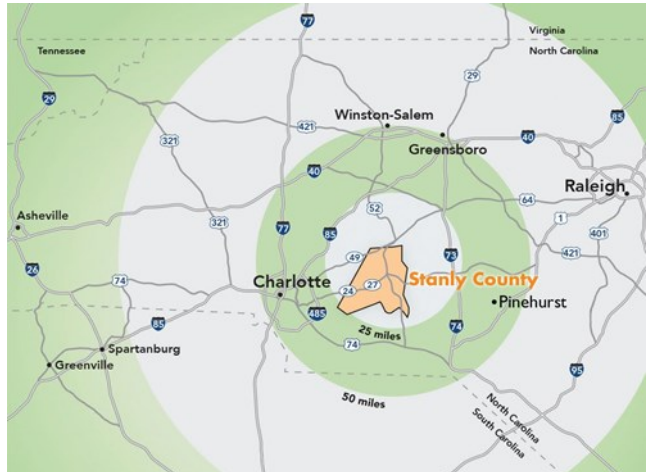 77
Virginia
North Carolina
Tennessee
29
29
Winston-Salem
85
421
321
Greensboro
40
40
Raleigh
64
52
321
1
Asheville
77
85
401
421
49
73
26
Stanly County
74
Charlotte
24
27
Pinehurst
485
85
74
25 miles
74
Spartanburg
Greenville
95
50 miles
North Carolina
South Carolina